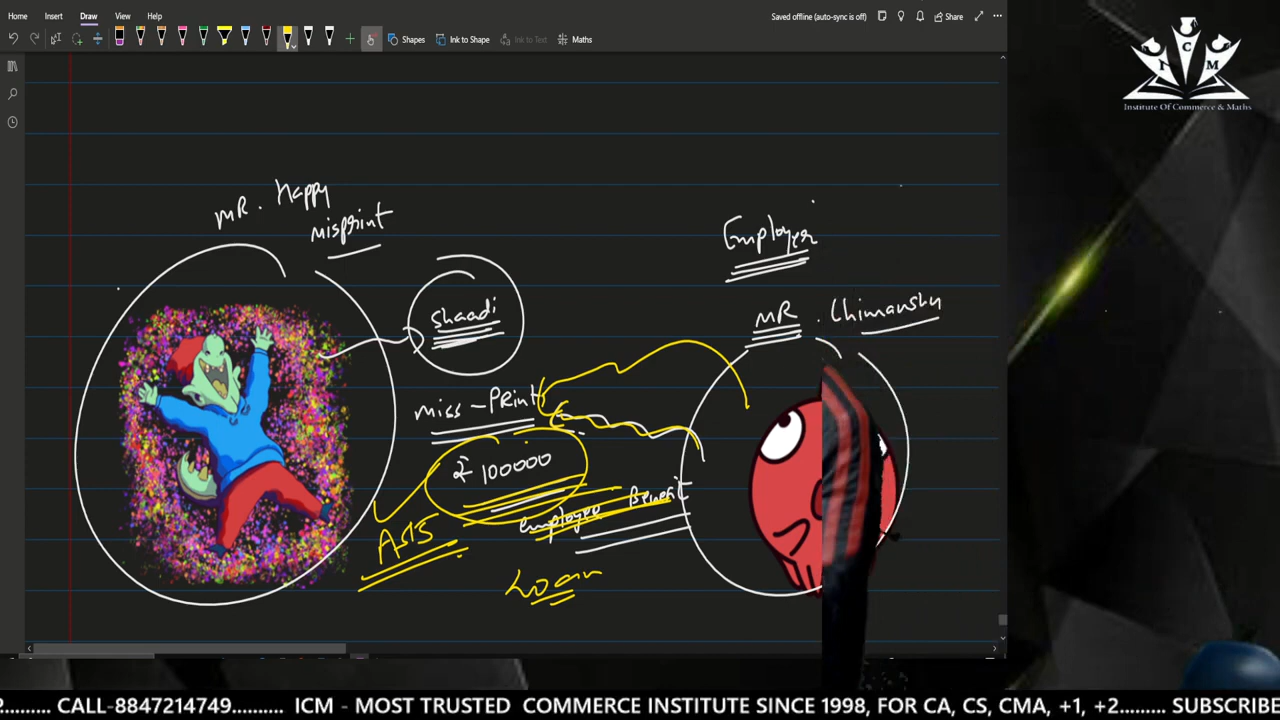 Home Insert Draw View Help
Saved offline (auto-sync is off) Share
Shapes Ink to Shape Ink to Text Maths
C
I M
Institute Of Commerce & Maths
MR. Happy
misprint
Employer
Shaadi
MR. Chimanshu
Miss-Print
₹ 100000
Benefit
employee
Loan
2......... CALL-8847214749.......... ICM - MOST TRUSTED COMMERCE INSTITUTE SINCE 1998, FOR CA, CS, CMA, +1, +2......... SUBSCRIBE